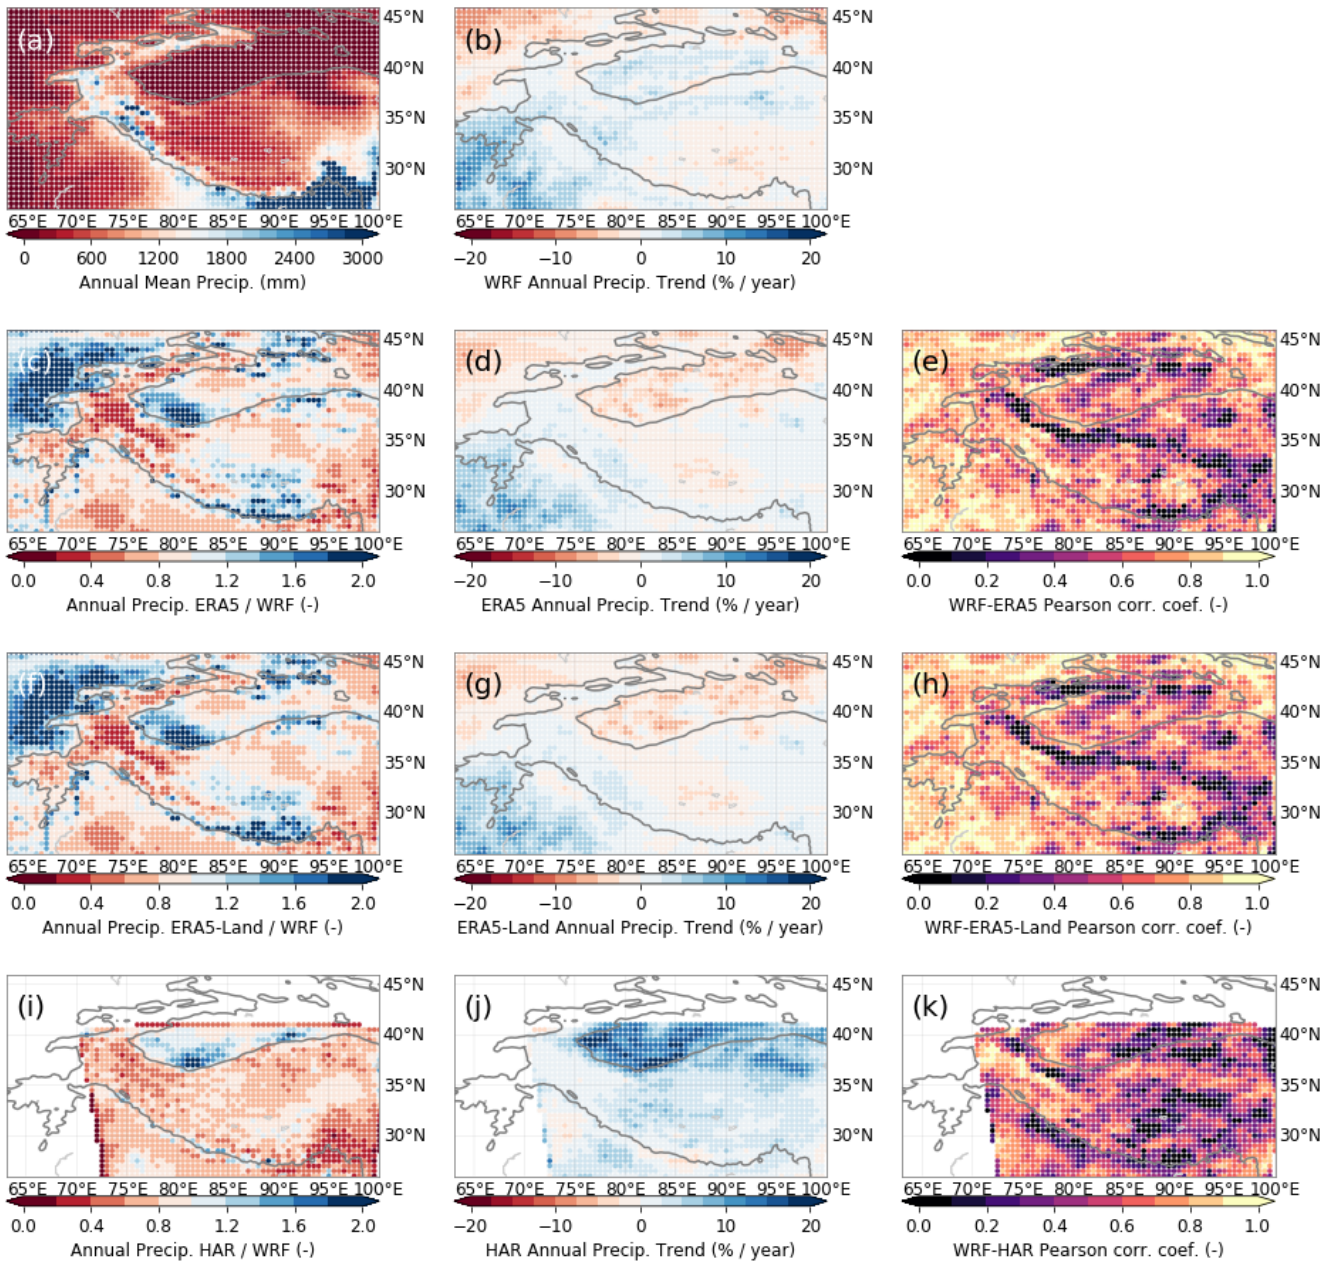 (a)
45°N
40°N
35°N
30°N
65°E 70°E 75°E 80°E 85°E 90°E 95°E 100°E
0 600 1200 1800 2400 3000
Annual Mean Precip. (mm)
(b)
45°N
40°N
35°N
30°N
65°E 70°E 75°E 80°E 85°E 90°E 95°E 100°E
−20 −10 0 10 20
WRF Annual Precip. Trend (% / year)
(c)
45°N
40°N
35°N
30°N
65°E 70°E 75°E 80°E 85°E 90°E 95°E 100°E
0.0 0.4 0.8 1.2 1.6 2.0
Annual Precip. ERA5 / WRF (-)
(d)
45°N
40°N
35°N
30°N
65°E 70°E 75°E 80°E 85°E 90°E 95°E 100°E
−20 −10 0 10 20
ERA5 Annual Precip. Trend (% / year)
(e)
45°N
40°N
35°N
30°N
65°E 70°E 75°E 80°E 85°E 90°E 95°E 100°E
0.0 0.2 0.4 0.6 0.8 1.0
WRF-ERA5 Pearson corr. coef. (-)
(f)
45°N
40°N
35°N
30°N
65°E 70°E 75°E 80°E 85°E 90°E 95°E 100°E
0.0 0.4 0.8 1.2 1.6 2.0
Annual Precip. ERA5-Land / WRF (-)
(g)
45°N
40°N
35°N
30°N
65°E 70°E 75°E 80°E 85°E 90°E 95°E 100°E
−20 −10 0 10 20
ERA5-Land Annual Precip. Trend (% / year)
(h)
45°N
40°N
35°N
30°N
65°E 70°E 75°E 80°E 85°E 90°E 95°E 100°E
0.0 0.2 0.4 0.6 0.8 1.0
WRF-ERA5-Land Pearson corr. coef. (-)
(i)
45°N
40°N
35°N
30°N
65°E 70°E 75°E 80°E 85°E 90°E 95°E 100°E
0.0 0.4 0.8 1.2 1.6 2.0
Annual Precip. HAR / WRF (-)
(j)
45°N
40°N
35°N
30°N
65°E 70°E 75°E 80°E 85°E 90°E 95°E 100°E
−20 −10 0 10 20
HAR Annual Precip. Trend (% / year)
(k)
45°N
40°N
35°N
30°N
65°E 70°E 75°E 80°E 85°E 90°E 95°E 100°E
0.0 0.2 0.4 0.6 0.8 1.0
WRF-HAR Pearson corr. coef. (-)